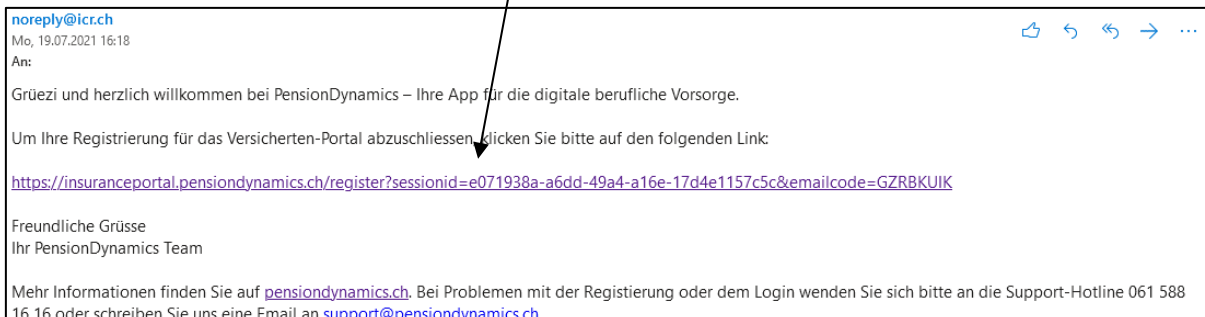 noreply@icr.ch
Mo, 19.07.2021 16:18
An:
Grüezi und herzlich willkommen bei PensionDynamics – Ihre App für die digitale berufliche Vorsorge.
Um Ihre Registrierung für das Versicherten-Portal abzuschliessen, klicken Sie bitte auf den folgenden Link:
https://insuranceportal.pensiondynamics.ch/register?sessionid=e071938a-a6dd-49a4-a16e-17d4e1157c5c&emailcode=GZRBKUIK
Freundliche Grüsse
Ihr PensionDynamics Team
Mehr Informationen finden Sie auf pensiondynamics.ch. Bei Problemen mit der Registierung oder dem Login wenden Sie sich bitte an die Support-Hotline 061 588
16 16 oder schreiben Sie uns eine Email an support@pensiondynamics.ch